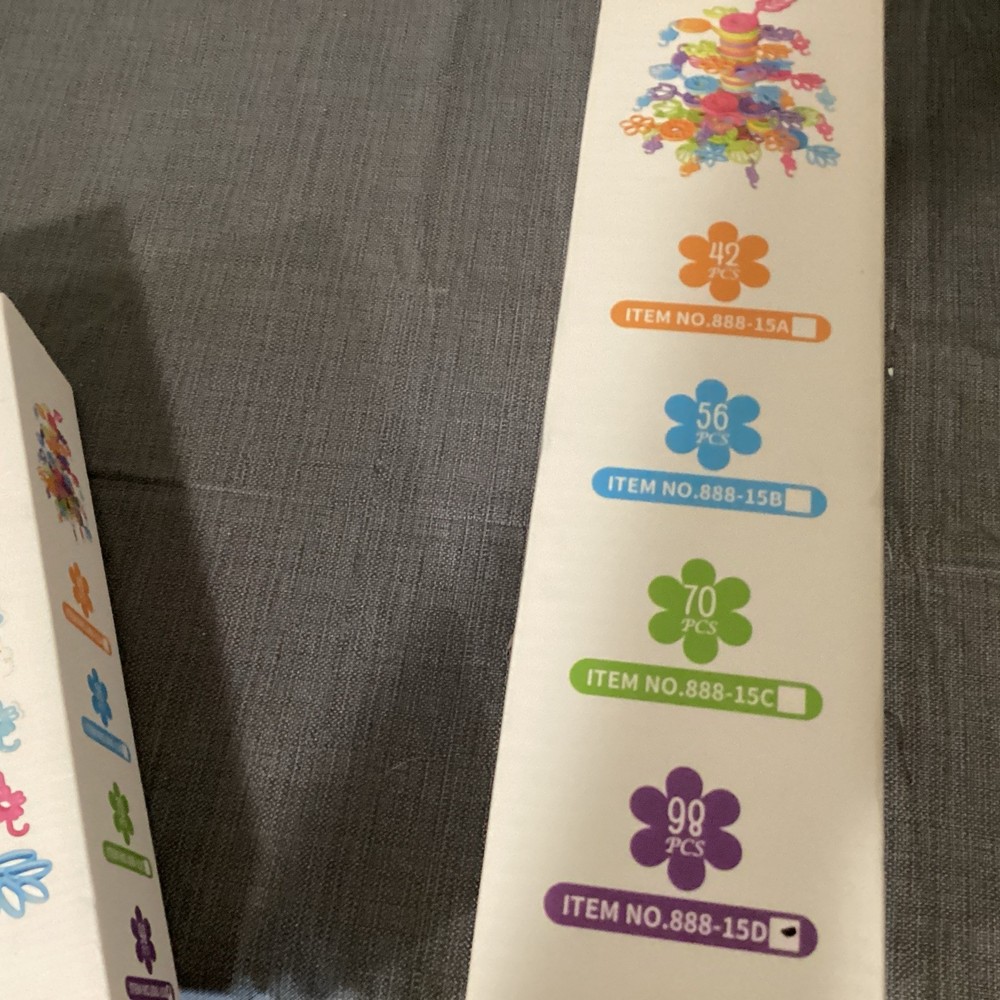 42
PCS
ITEM NO.888-15A
56
PCS
ITEM NO.888-15B
70
PCS
ITEM NO.888-15C
98
PCS
ITEM NO.888-15D